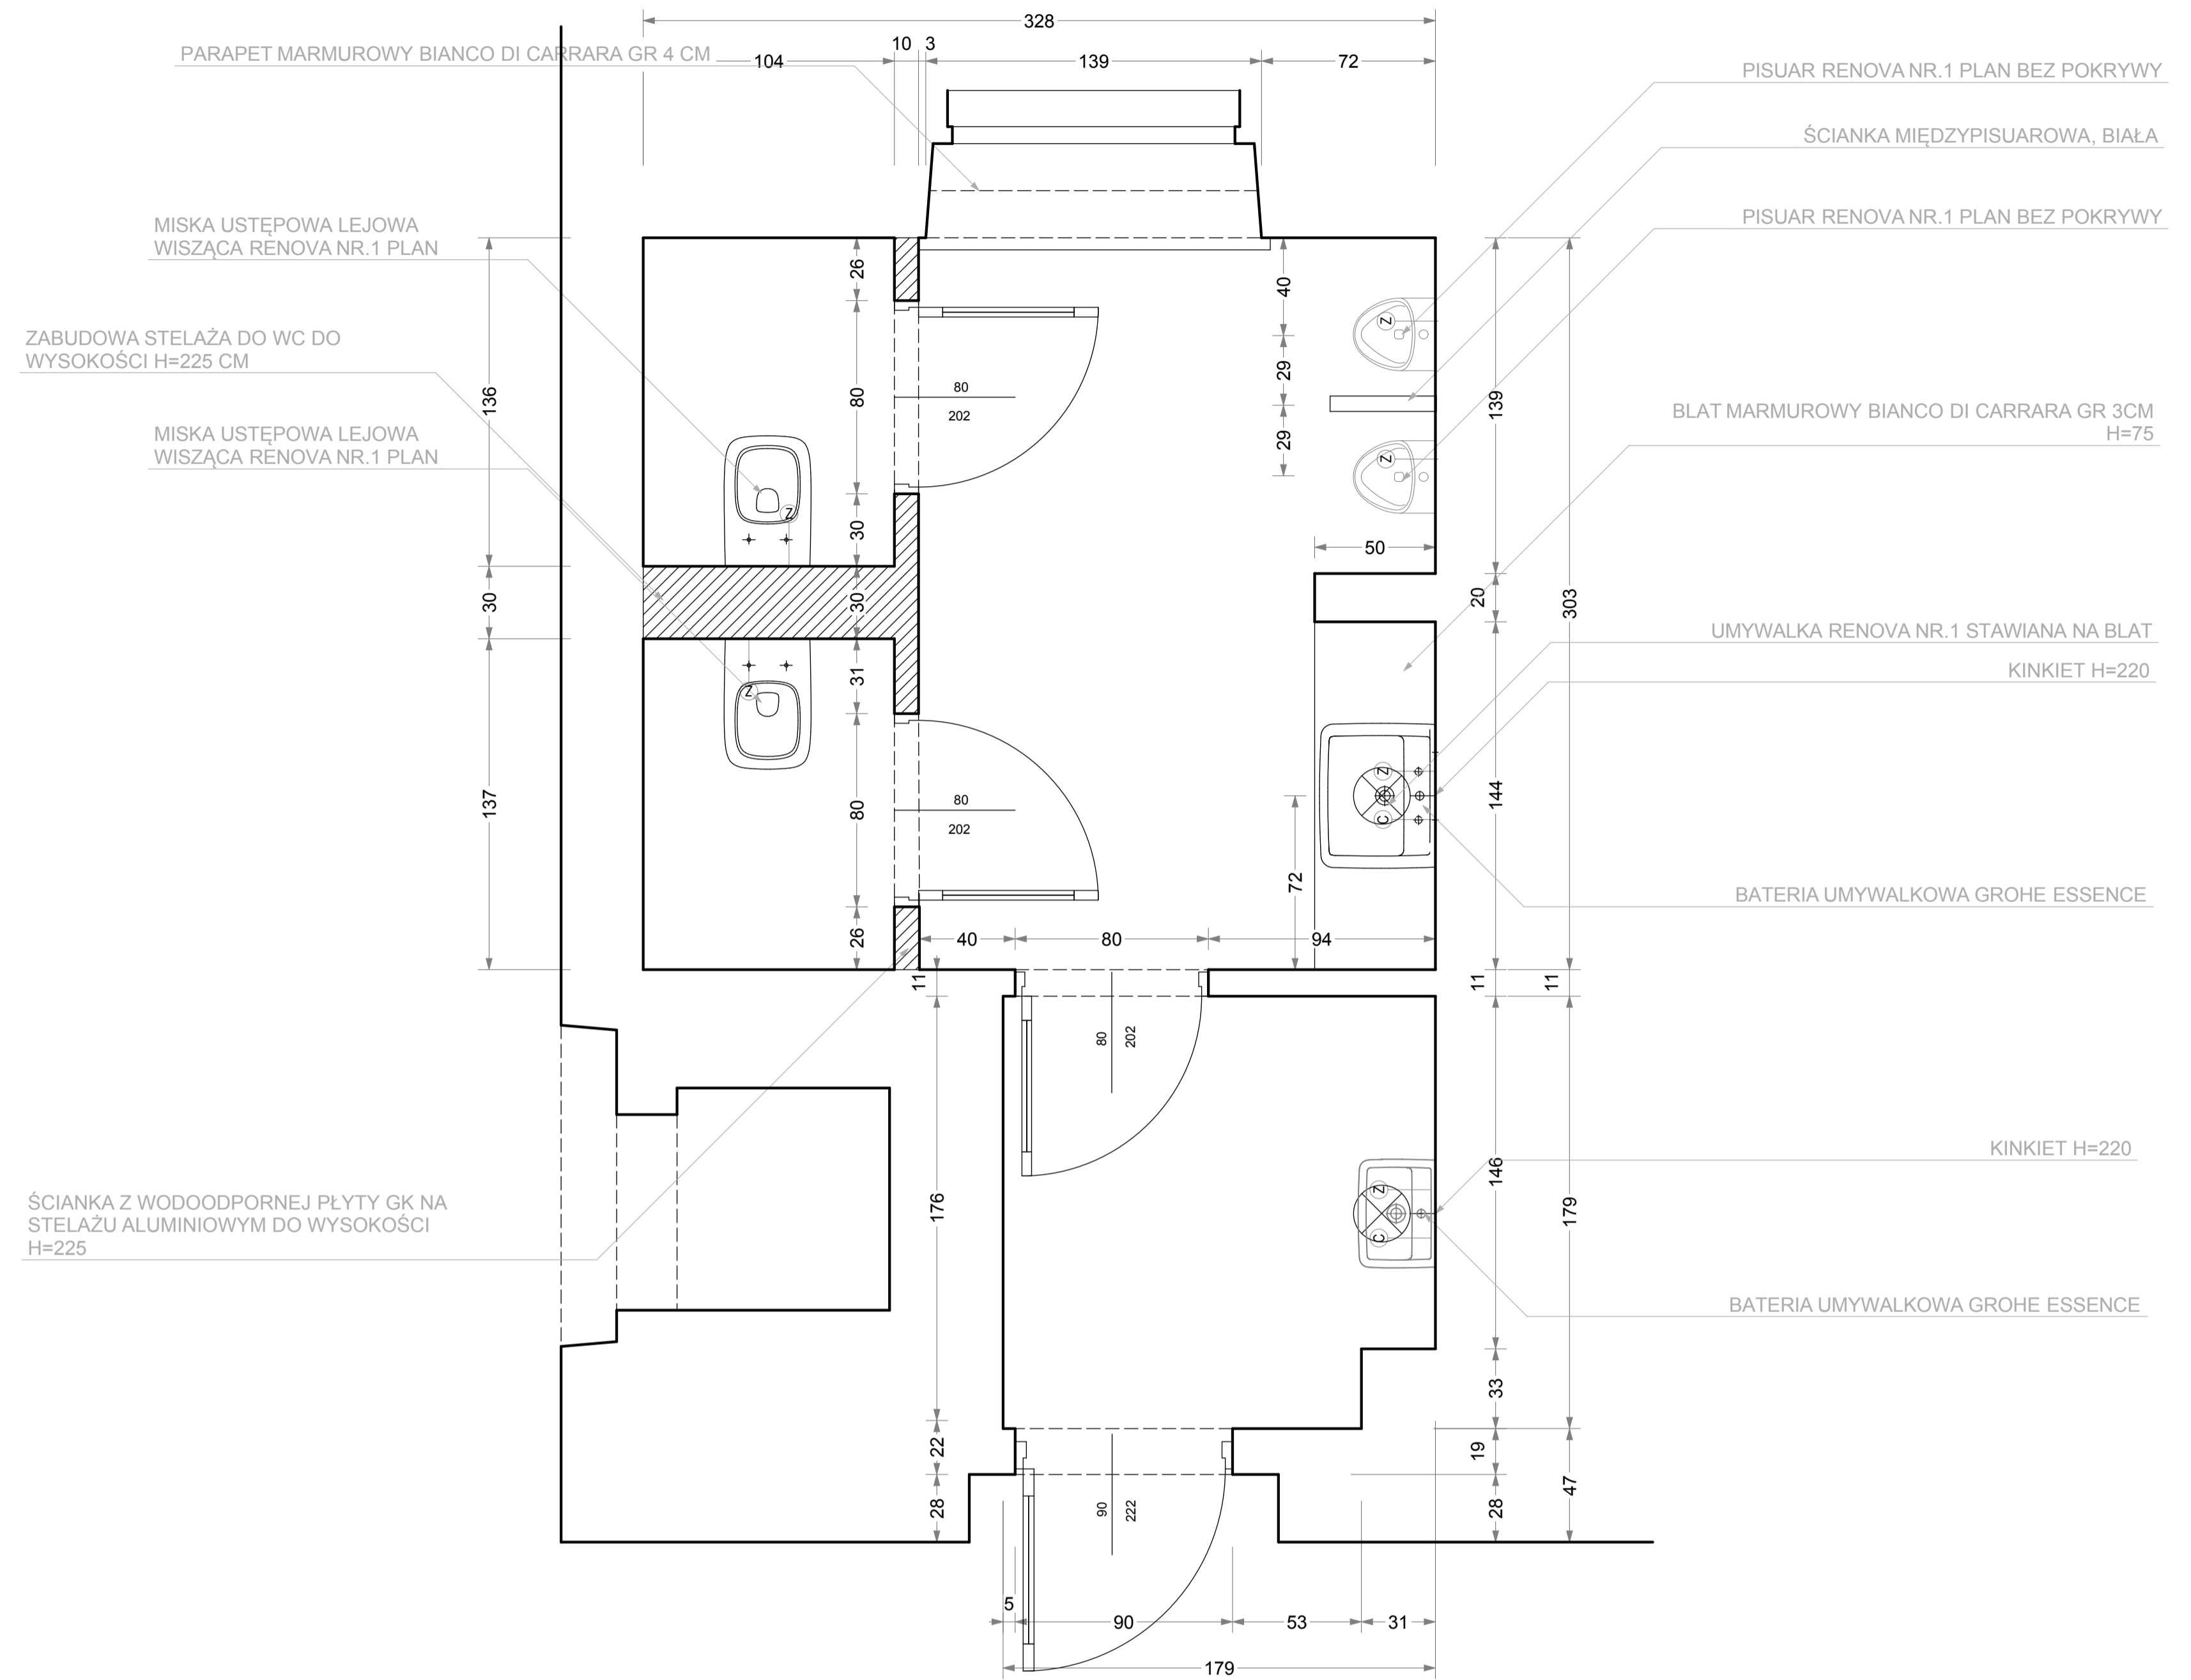 328
10 3
104
139
72
PARAPET MARMUROWY BIANCO DI CARRARA GR 4 CM
PISUAR RENOVA NR.1 PLAN BEZ POKRYWY
ŚCIANKA MIĘDZYPISUAROWA, BIAŁA
PISUAR RENOVA NR.1 PLAN BEZ POKRYWY
MISKA USTĘPOWA LEJOWA
WISZĄCA RENOVA NR.1 PLAN
ZABUDOWA STELAŻA DO WC DO
WYSOKOŚCI H=225 CM
MISKA USTĘPOWA LEJOWA
WISZĄCA RENOVA NR.1 PLAN
BLAT MARMUROWY BIANCO DI CARRARA GR 3CM
H=75
UMYWALKA RENOVA NR.1 STAWIANA NA BLAT
KINKIET H=220
BATERIA UMYWALKOWA GROHE ESSENCE
KINKIET H=220
BATERIA UMYWALKOWA GROHE ESSENCE
ŚCIANKA Z WODOODPORNEJ PŁYTY GK NA
STELAŻU ALUMINIOWYM DO WYSOKOŚCI
H=225
136
30
137
26
80
30
30
31
80
26
80
202
80
202
40
29
29
Z
Z
Z
Z
50
139
20
144
303
Z
C
72
40
80
94
11
11
11
80
202
176
22
28
146
179
33
19
28
47
Z
C
90
222
5
90
53
31
179